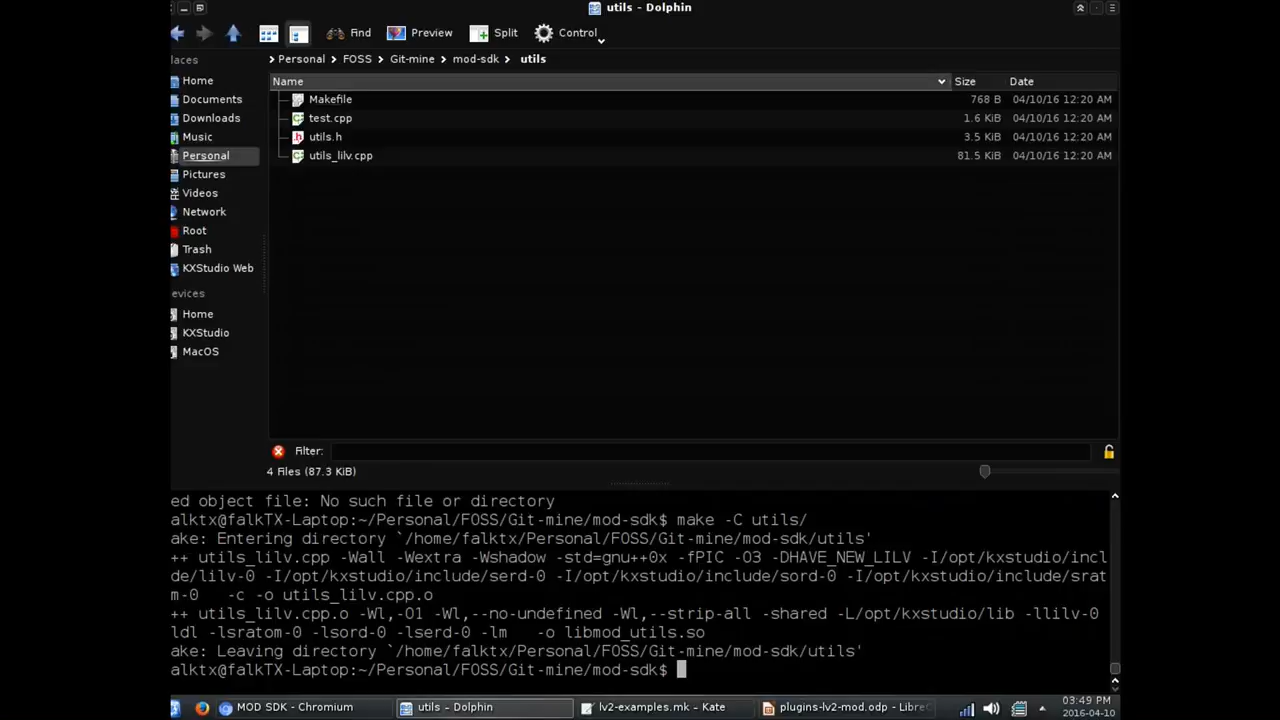 utils - Dolphin
Find Preview Split Control
Personal FOSS Git-mine mod-sdk utils
laces
Home
Documents
Downloads
Music
Personal
Pictures
Videos
Network
Root
Trash
KXStudio Web
evices
Home
KXStudio
MacOS
Name Size Date
Makefile 768 B 04/10/16 12:20 AM
test.cpp 1.6 KiB 04/10/16 12:20 AM
utils.h 3.5 KiB 04/10/16 12:20 AM
utils_lilv.cpp 81.5 KiB 04/10/16 12:20 AM
Filter:
4 Files (87.3 KiB)
ed object file: No such file or directory
alktx@falkTX-Laptop:~/Personal/FOSS/Git-mine/mod-sdk$ make -C utils/
ake: Entering directory `/home/falktx/Personal/FOSS/Git-mine/mod-sdk/utils'
++ utils_lilv.cpp -Wall -Wextra -Wshadow -std=gnu++0x -fPIC -O3 -DHAVE_NEW_LILV -I/opt/kxstudio/incl
de/lilv-0 -I/opt/kxstudio/include/serd-0 -I/opt/kxstudio/include/sord-0 -I/opt/kxstudio/include/srat
m-0 -c -o utils_lilv.cpp.o
++ utils_lilv.cpp.o -Wl,-O1 -Wl,--no-undefined -Wl,--strip-all -shared -L/opt/kxstudio/lib -llilv-0
ldl -lsratom-0 -lsord-0 -lserd-0 -lm -o libmod_utils.so
ake: Leaving directory `/home/falktx/Personal/FOSS/Git-mine/mod-sdk/utils'
alktx@falkTX-Laptop:~/Personal/FOSS/Git-mine/mod-sdk$
MOD SDK - Chromium utils - Dolphin lv2-examples.mk - Kate plugins-lv2-mod.odp - LibreC 03:49 PM
2016-04-10